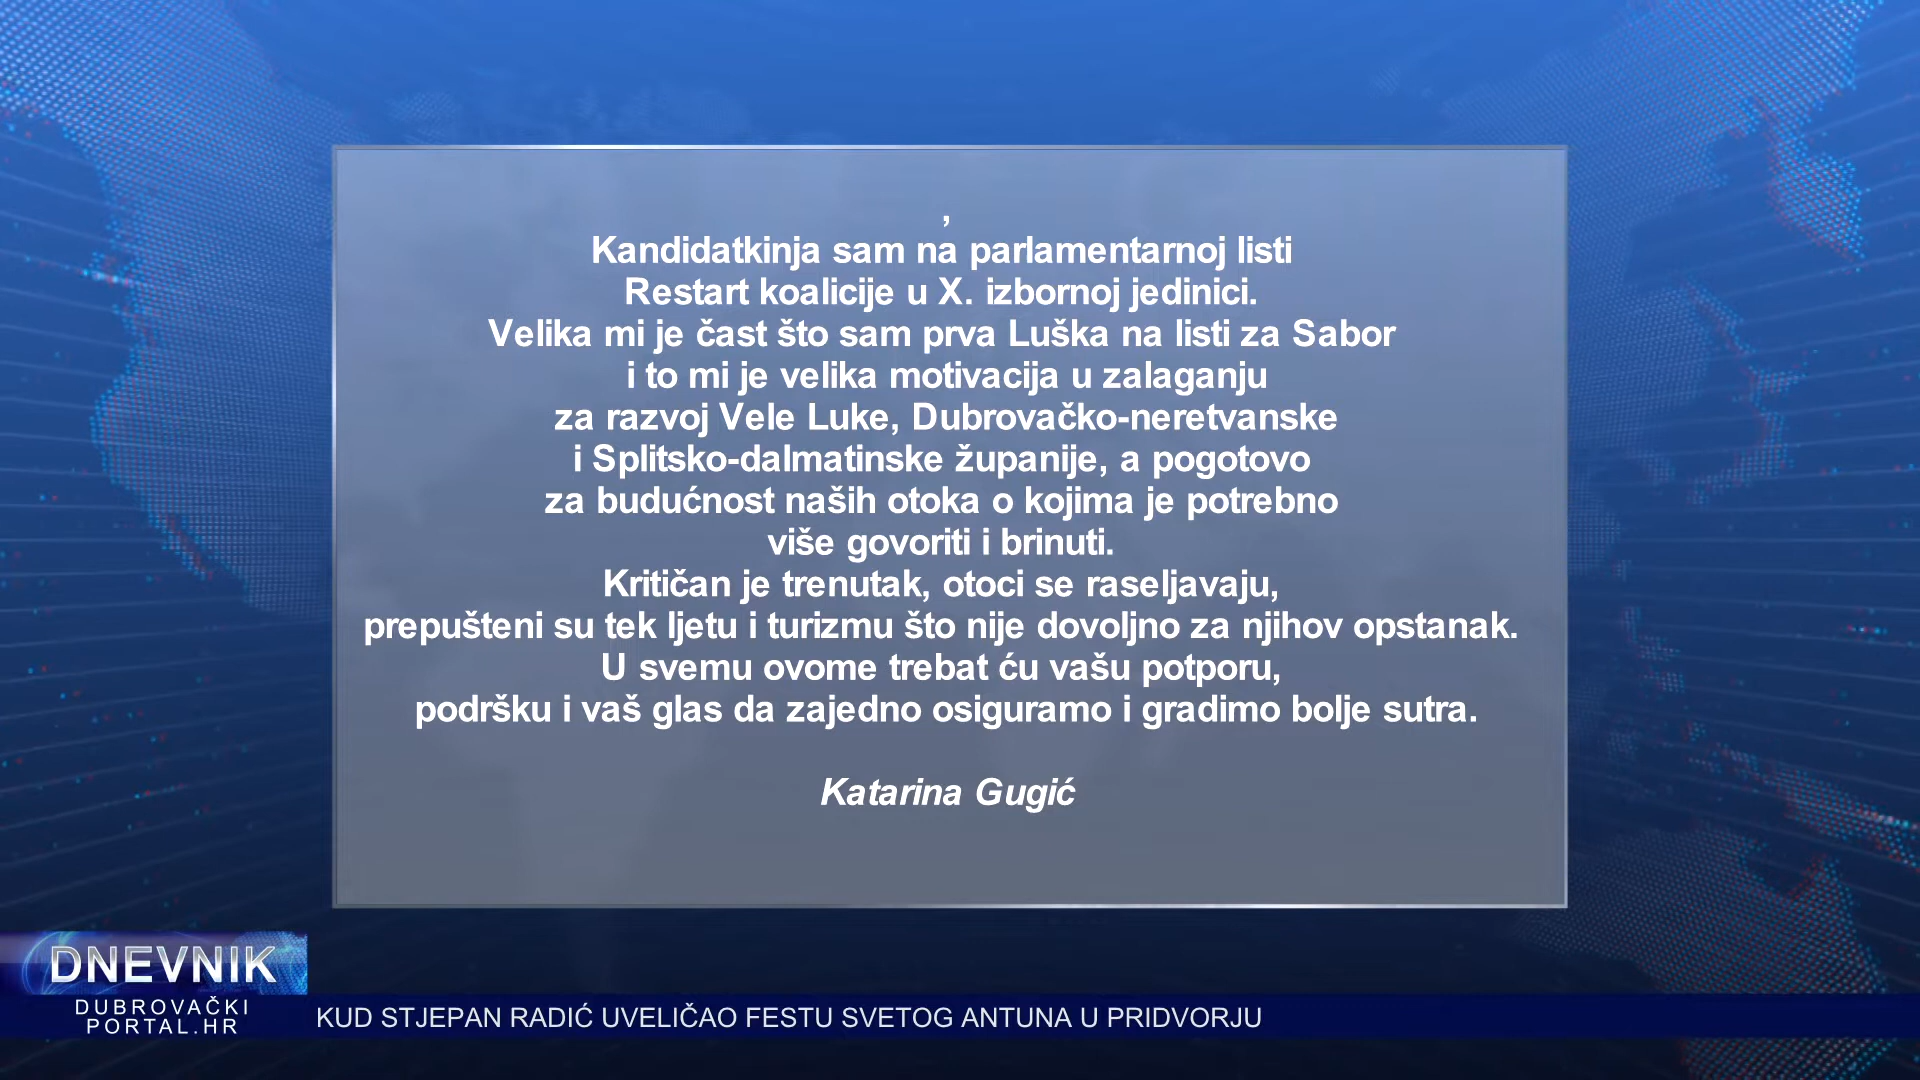 ,
Kandidatkinja sam na parlamentarnoj listi
Restart koalicije u X. izbornoj jedinici.
Velika mi je čast što sam prva Luška na listi za Sabor
i to mi je velika motivacija u zalaganju
za razvoj Vele Luke, Dubrovačko-neretvanske
i Splitsko-dalmatinske županije, a pogotovo
za budućnost naših otoka o kojima je potrebno
više govoriti i brinuti.
Kritičan je trenutak, otoci se raseljavaju,
prepušteni su tek ljetu i turizmu što nije dovoljno za njihov opstanak.
U svemu ovome trebat ću vašu potporu,
podršku i vaš glas da zajedno osiguramo i gradimo bolje sutra.
Katarina Gugić
DNEVNIK
DUBROVAČKI
PORTAL.HR
KUD STJEPAN RADIĆ UVELIČAO FESTU SVETOG ANTUNA U PRIDVORJU